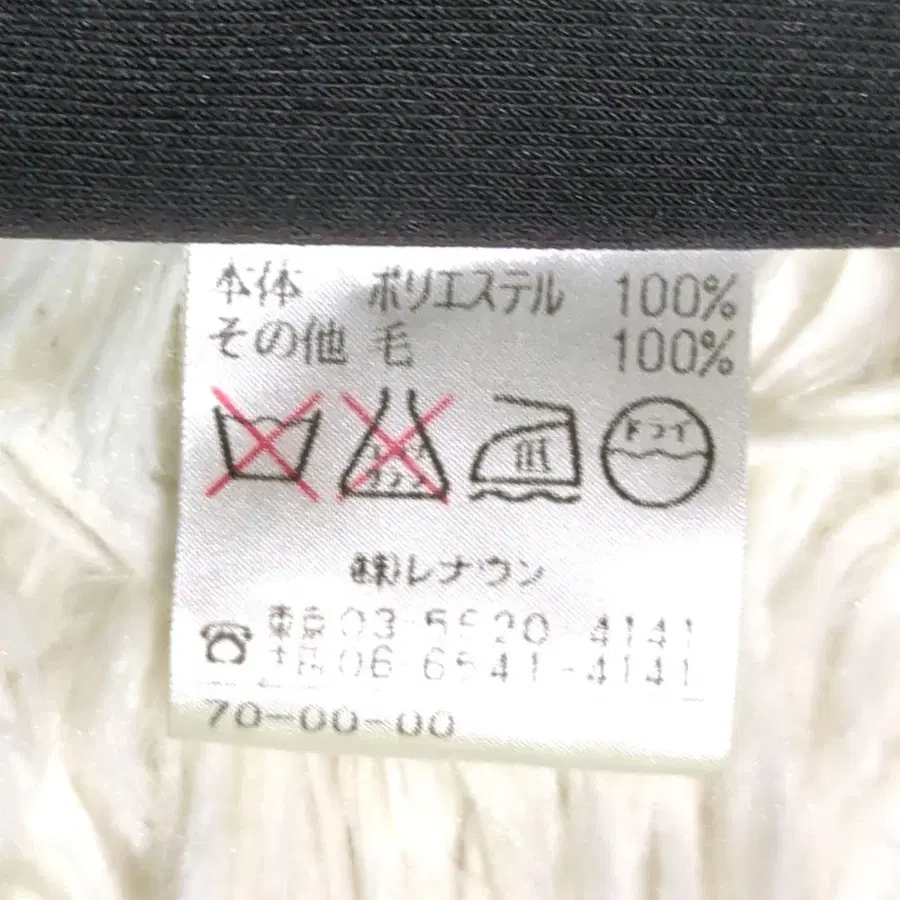 本体 ポリエステル 100%
その他 毛 100%
ドライ
(株)レナウン
東京03-5520-4141
06-6541-4141
70-00-00